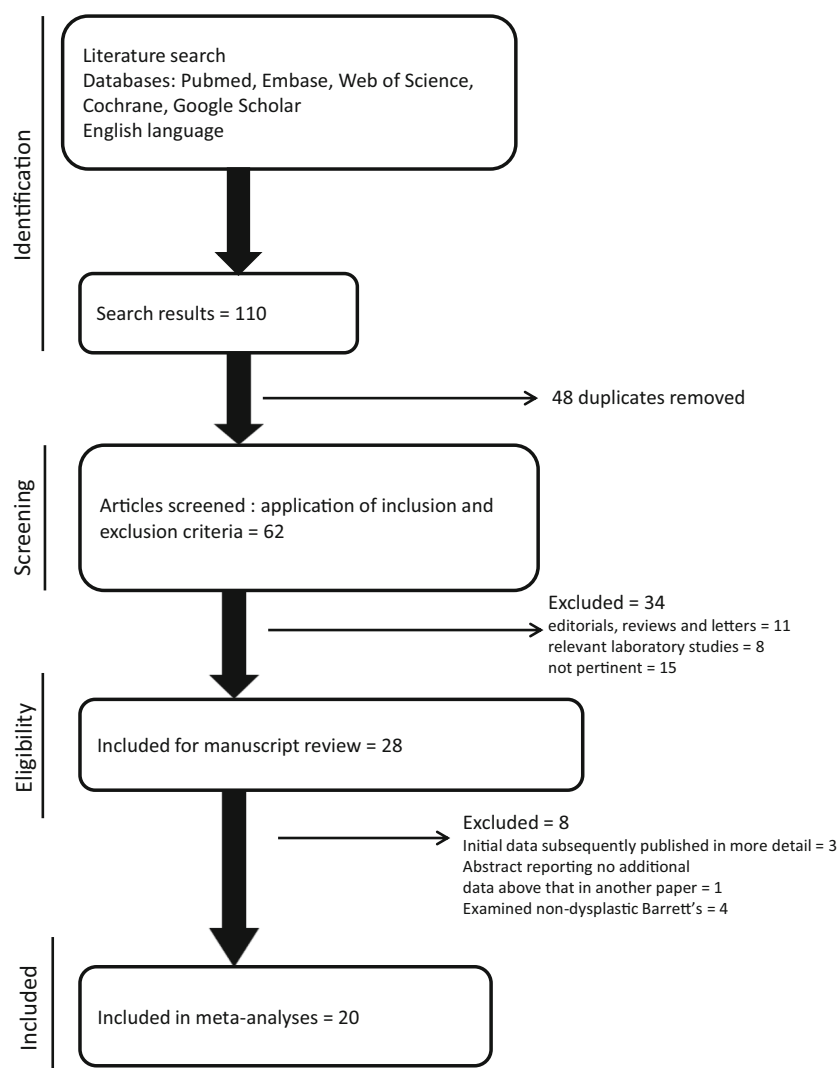 Identification
Literature search
Databases: Pubmed, Embase, Web of Science,
Cochrane, Google Scholar
English language
Search results = 110
48 duplicates removed
Screening
Articles screened : application of inclusion and
exclusion criteria = 62
Excluded = 34
editorials, reviews and letters = 11
relevant laboratory studies = 8
not pertinent = 15
Eligibility
Included for manuscript review = 28
Excluded = 8
Initial data subsequently published in more detail = 3
Abstract reporting no additional
data above that in another paper = 1
Examined non-dysplastic Barrett's = 4
Included
Included in meta-analyses = 20